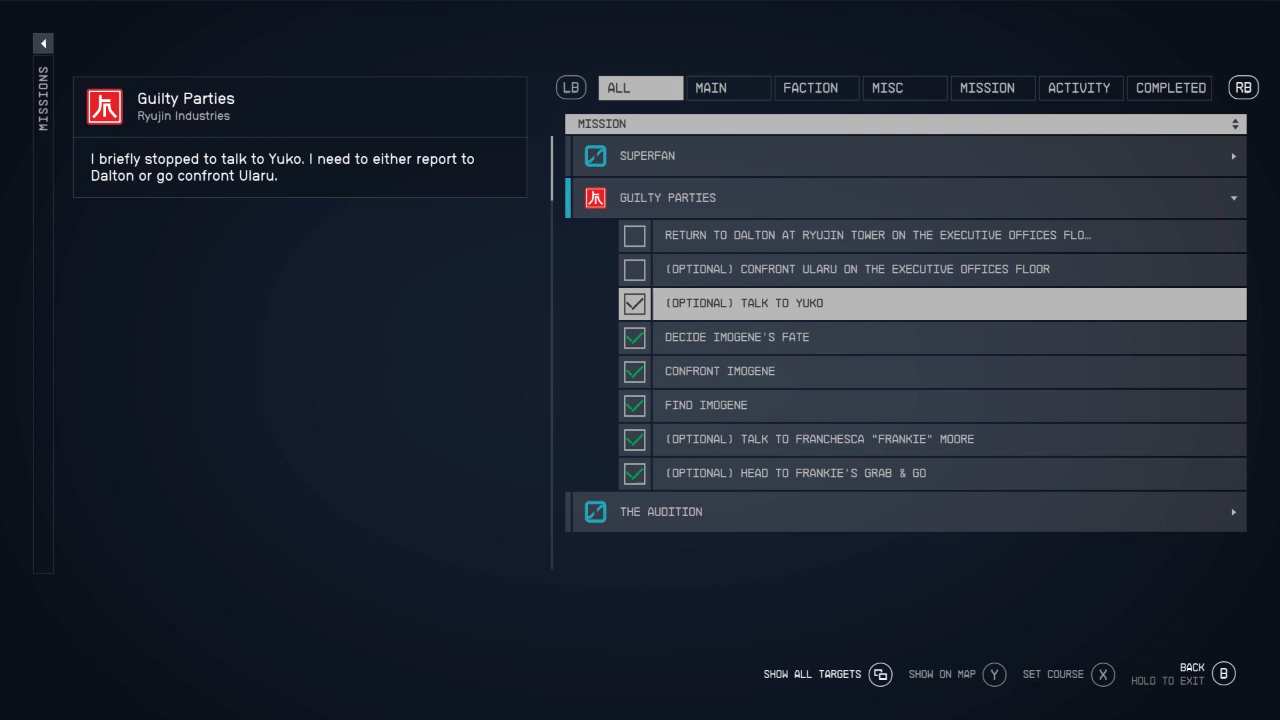 MISSIONS
Guilty Parties
Ryujin Industries
I briefly stopped to talk to Yuko. I need to either report to
Dalton or go confront Ularu.
LB ALL MAIN FACTION MISC MISSION ACTIVITY COMPLETED RB
MISSION
SUPERFAN
GUILTY PARTIES
RETURN TO DALTON AT RYUJIN TOWER ON THE EXECUTIVE OFFICES FLO...
(OPTIONAL) CONFRONT ULARU ON THE EXECUTIVE OFFICES FLOOR
(OPTIONAL) TALK TO YUKO
DECIDE IMOGENE'S FATE
CONFRONT IMOGENE
FIND IMOGENE
(OPTIONAL) TALK TO FRANCHESCA "FRANKIE" MOORE
(OPTIONAL) HEAD TO FRANKIE'S GRAB & GO
THE AUDITION
SHOW ALL TARGETS SHOW ON MAP Y SET COURSE X BACK B
HOLD TO EXIT